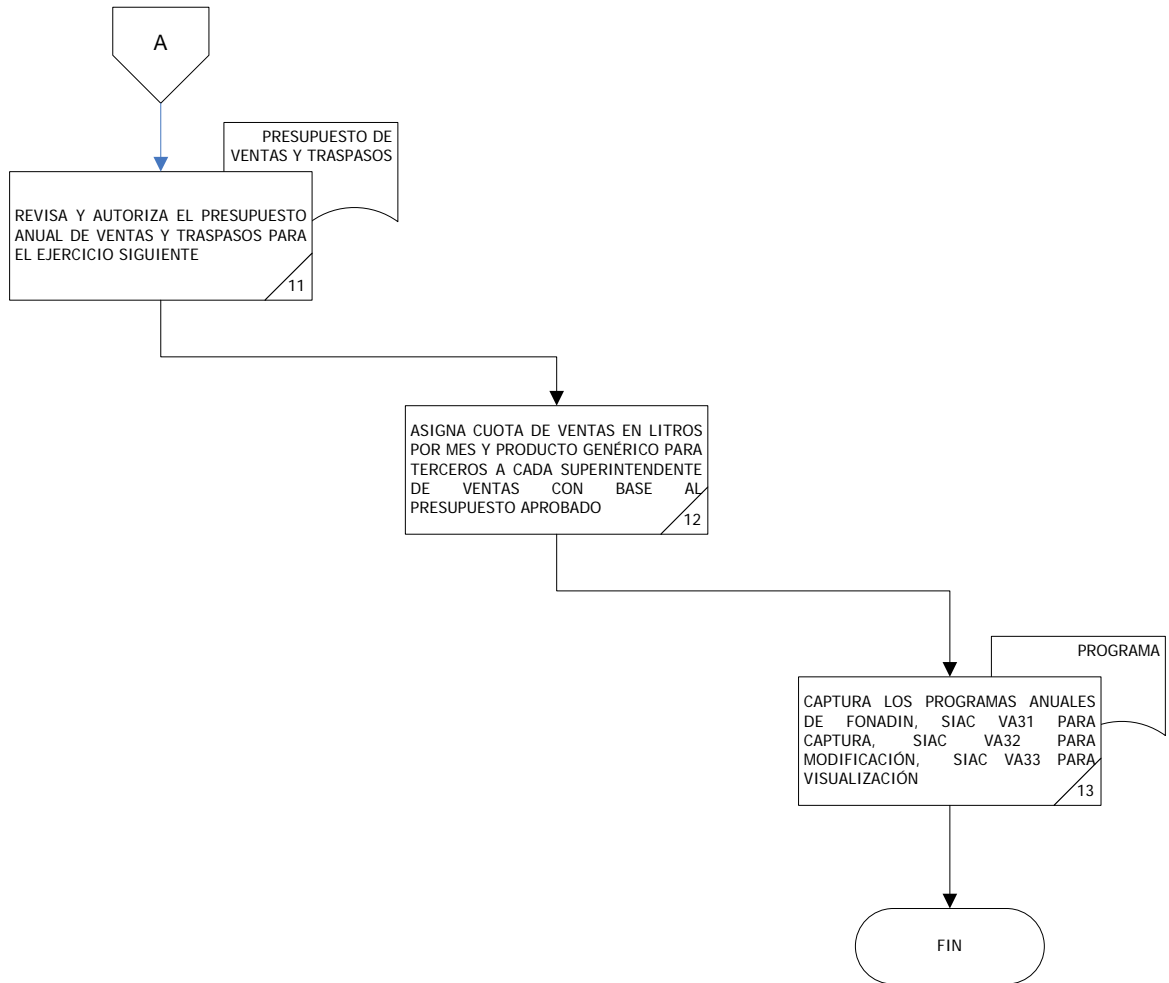 A
PRESUPUESTO DE
VENTAS Y TRASPASOS
REVISA Y AUTORIZA EL PRESUPUESTO
ANUAL DE VENTAS Y TRASPASOS PARA
EL EJERCICIO SIGUIENTE
11
ASIGNA CUOTA DE VENTAS EN LITROS
POR MES Y PRODUCTO GENÉRICO PARA
TERCEROS A CADA SUPERINTENDENTE
DE VENTAS CON BASE AL
PRESUPUESTO APROBADO
12
PROGRAMA
CAPTURA LOS PROGRAMAS ANUALES
DE FONADIN, SIAC VA31 PARA
CAPTURA, SIAC VA32 PARA
MODIFICACIÓN, SIAC VA33 PARA
VISUALIZACIÓN
13
FIN